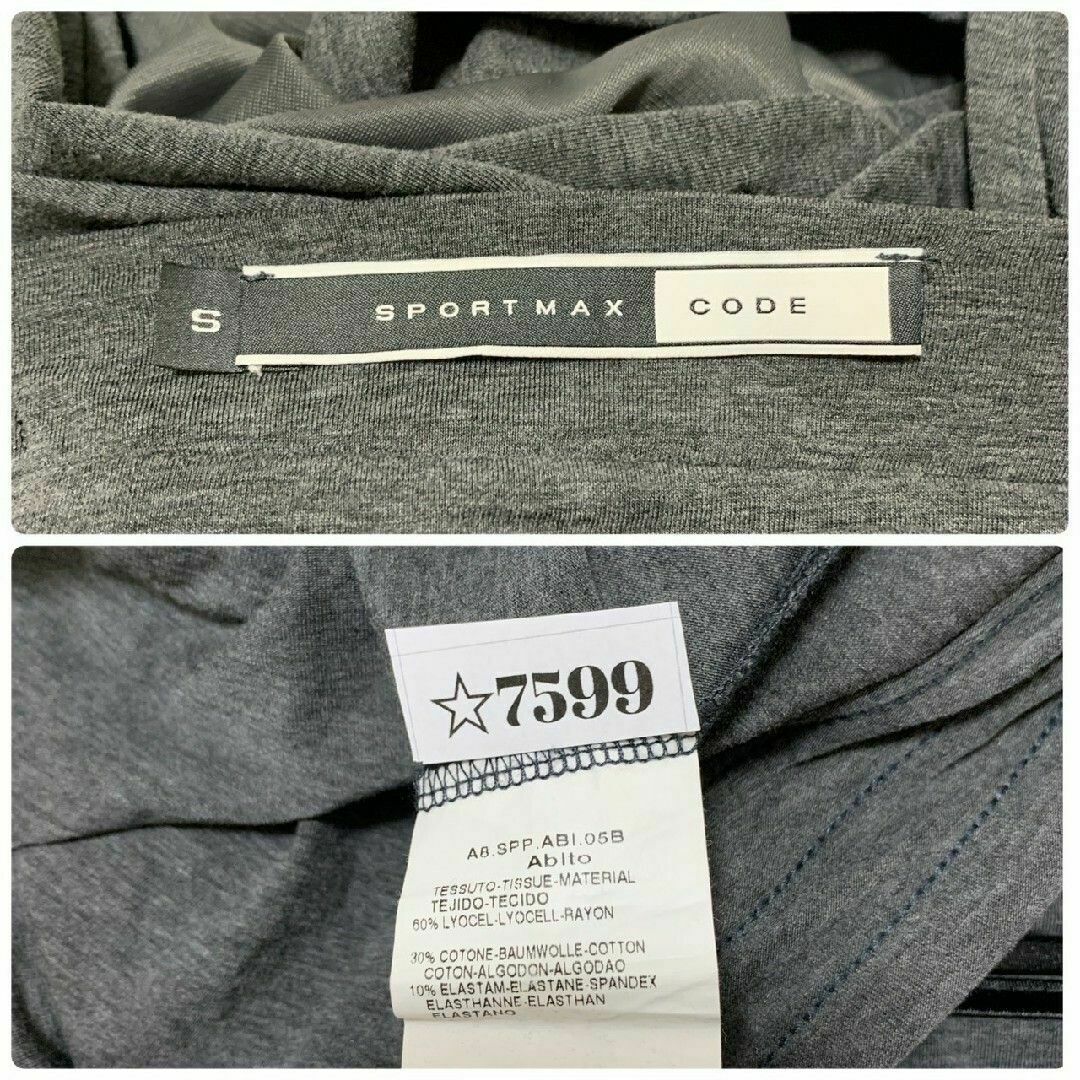 S
SPORTMAX CODE
☆7599
A8.SPP.ABI.05B
Abito
TESSUTO-TISSUE-MATERIAL
TEJIDO-TECIDO
60% LYOCEL-LYOCELL-RAYON
30% COTONE-BAUMWOLLE-COTTON
COTON-ALGODON-ALGODAO
10% ELASTAM-ELASTANE-SPANDEX
ELASTHANNE-ELASTHAN
ELASTANO